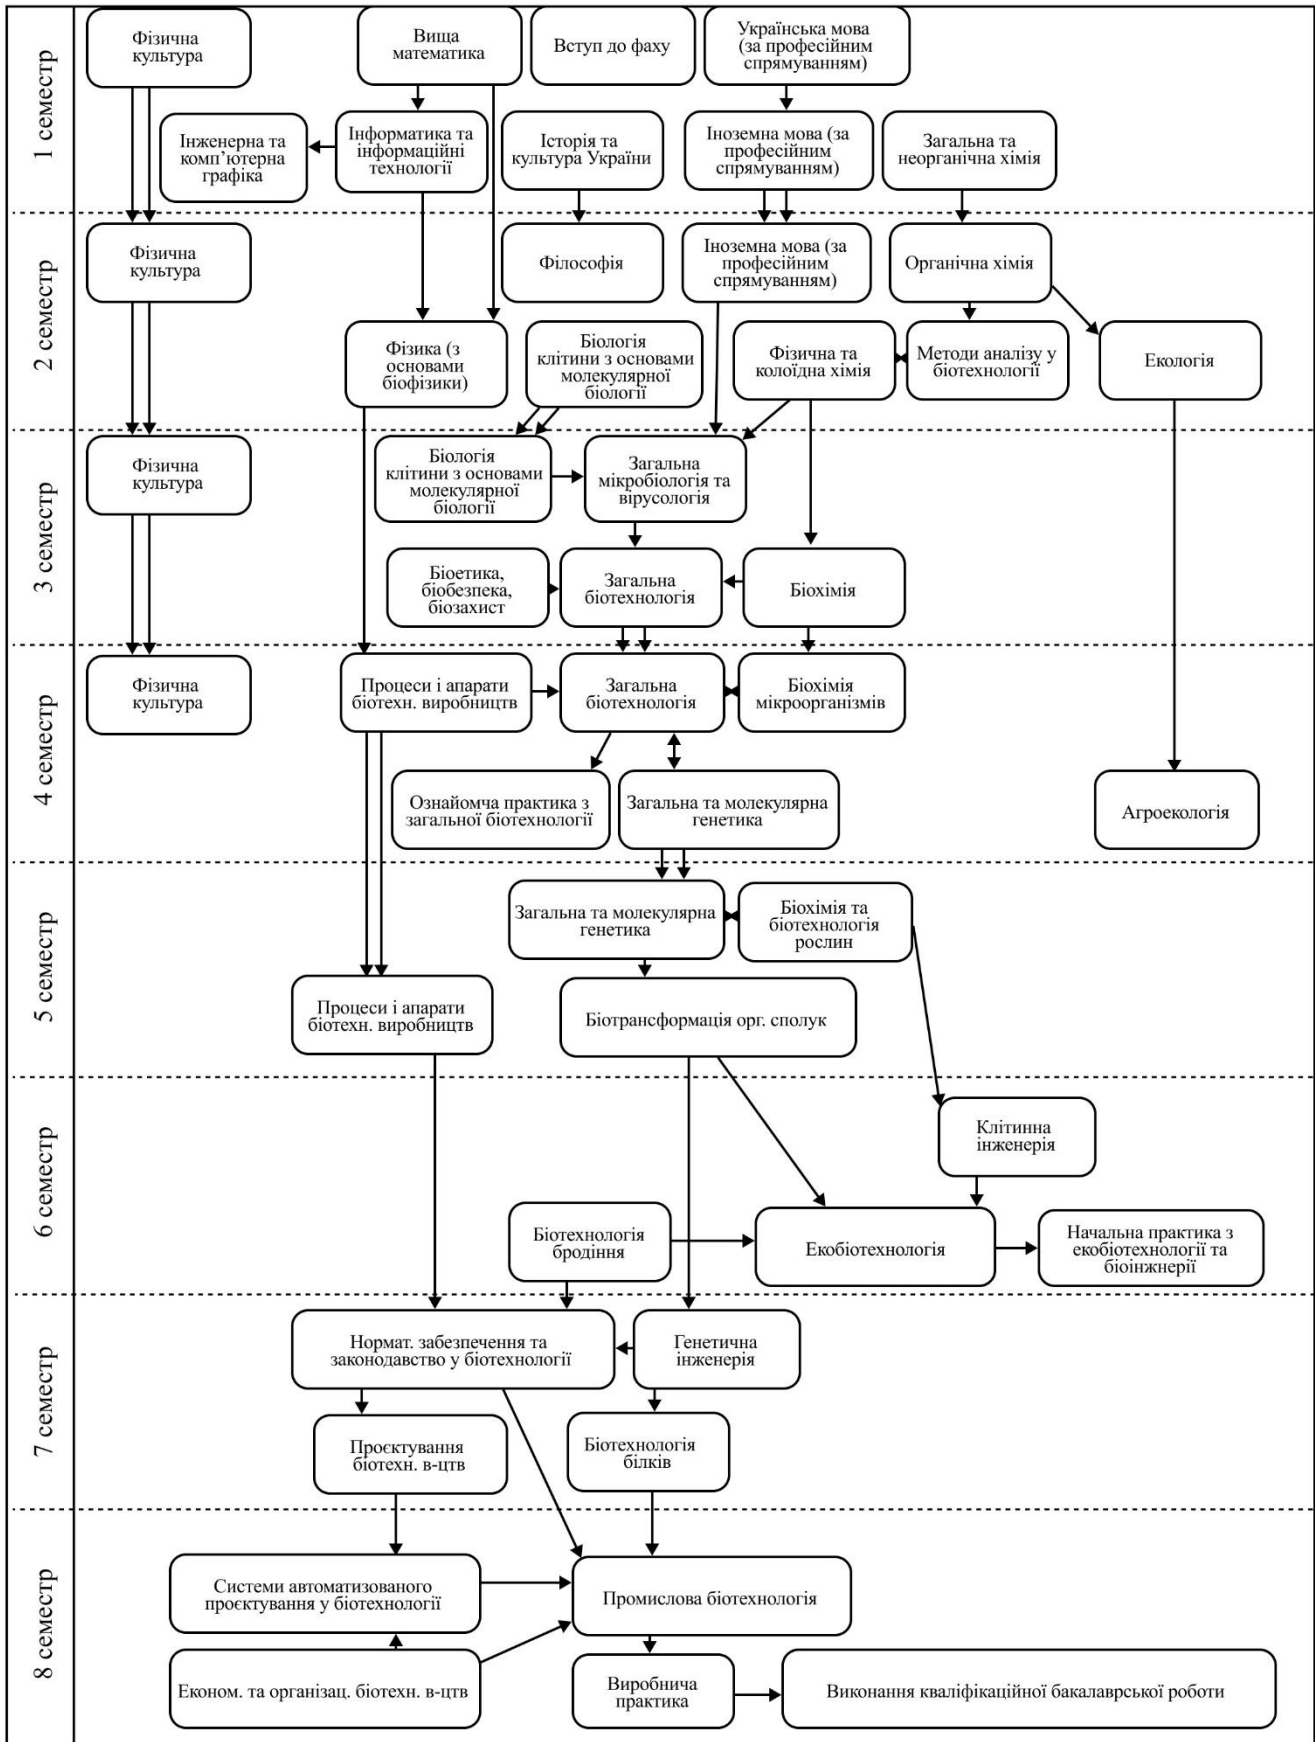 1 семестр
Фізична
культура
Вища
математика
Вступ до фаху
Українська мова
(за професійним
спрямуванням)
Інженерна та
комп’ютерна
графіка
Інформатика та
інформаційні
технології
Історія та
культура України
Іноземна мова (за
професійним
спрямуванням)
Загальна та
неорганічна хімія
2 семестр
Фізична
культура
Філософія
Іноземна мова (за
професійним
спрямуванням)
Органічна хімія
Фізика (з
основами
біофізики)
Біологія
клітини з основами
молекулярної
біології
Фізична та
колоїдна хімія
Методи аналізу у
біотехнології
Екологія
3 семестр
Фізична
культура
Біологія
клітини з основами
молекулярної
біології
Загальна
мікробіологія та
вірусологія
Біоетика,
біобезпека,
біозахист
Загальна
біотехнологія
Біохімія
4 семестр
Фізична
культура
Процеси і апарати
біотехн. виробництв
Загальна
біотехнологія
Біохімія
мікроорганізмів
Ознайомча практика з
загальної біотехнології
Загальна та молекулярна
генетика
Агроекологія
5 семестр
Загальна та молекулярна
генетика
Біохімія та
біотехнологія
рослин
Процеси і апарати
біотехн. виробництв
Біотрансформація орг. сполук
6 семестр
Клітинна
інженерія
Біотехнологія
бродіння
Екобіотехнологія
Начальна практика з
екобіотехнології та
біоінжнерії
7 семестр
Нормат. забезпечення та
законодавство у біотехнології
Генетична
інженерія
Проєктування
біотехн. в-цтв
Біотехнологія
білків
8 семестр
Системи автоматизованого
проєктування у біотехнології
Промислова біотехнологія
Економ. та організац. біотехн. в-цтв
Виробнича
практика
Виконання кваліфікаційної бакалаврської роботи